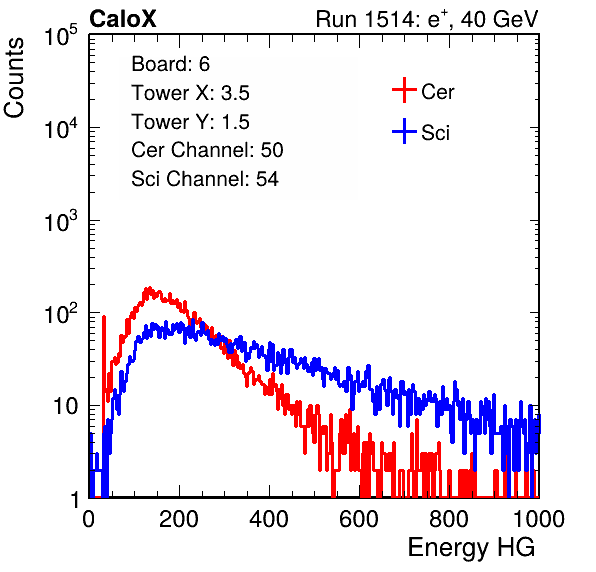 CaloX Run 1514: e⁺, 40 GeV
Counts
Board: 6
Tower X: 3.5
Tower Y: 1.5
Cer Channel: 50
Sci Channel: 54
Cer
Sci
10⁵
10⁴
10³
10²
10
1
0 200 400 600 800 1000
Energy HG